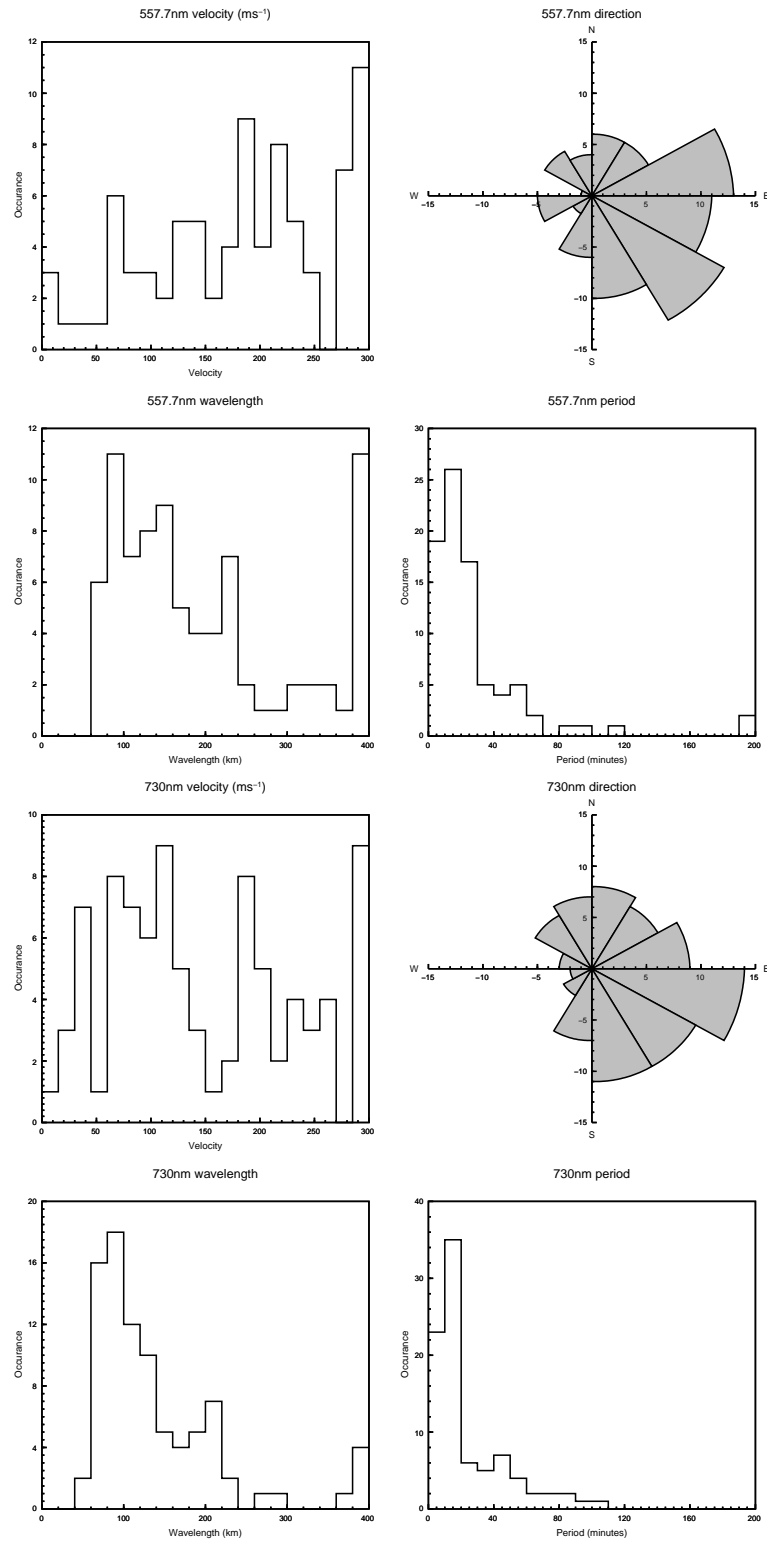 557.7nm velocity (ms⁻¹)
12
10
8
6
4
2
0
Occurance
0 50 100 150 200 250 300
Velocity
557.7nm direction
N
15
10
5
W −15 −10 −5 5 10 15 E
−5
−10
−15
S
557.7nm wavelength
12
10
8
6
4
2
0
Occurance
0 100 200 300 400
Wavelength (km)
557.7nm period
30
25
20
15
10
5
0
Occurance
0 40 80 120 160 200
Period (minutes)
730nm velocity (ms⁻¹)
10
8
6
4
2
0
Occurance
0 50 100 150 200 250 300
Velocity
730nm direction
N
15
10
5
W −15 −10 −5 5 10 15 E
−5
−10
−15
S
730nm wavelength
20
16
12
8
4
0
Occurance
0 100 200 300 400
Wavelength (km)
730nm period
40
30
20
10
0
Occurance
0 40 80 120 160 200
Period (minutes)